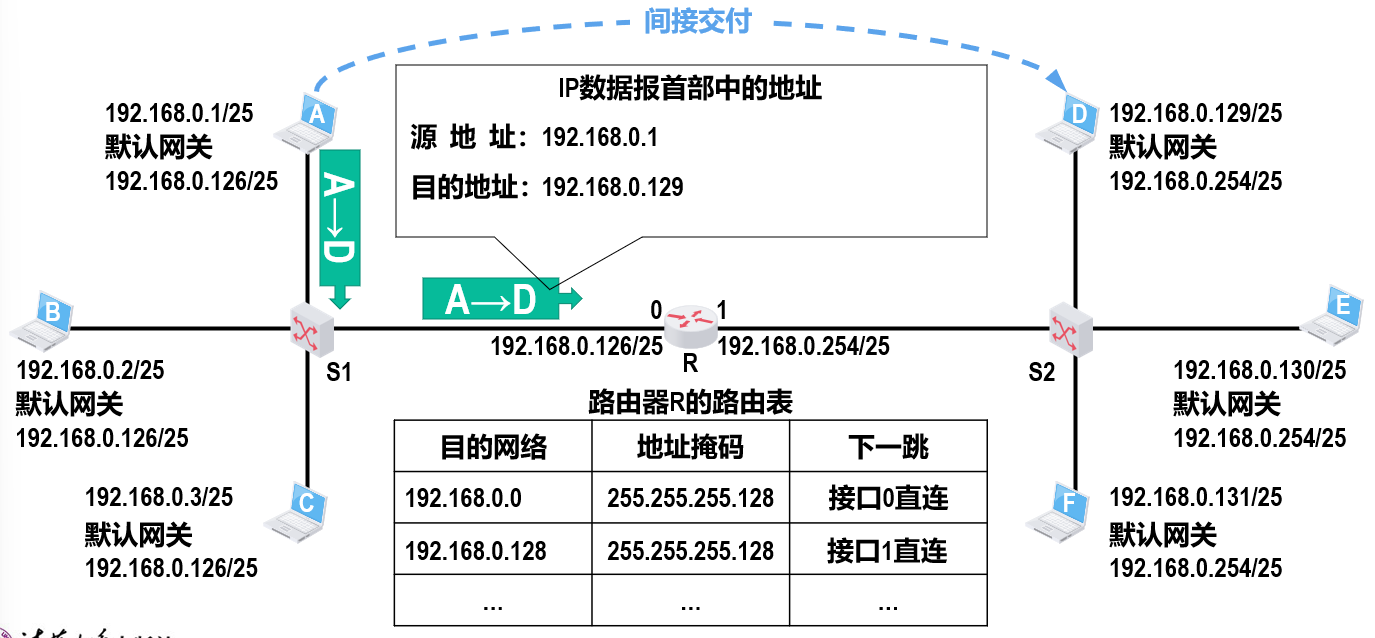 间接交付
IP数据报首部中的地址
源 地 址：192.168.0.1
目的地址：192.168.0.129
A
192.168.0.1/25
默认网关
192.168.0.126/25
D
192.168.0.129/25
默认网关
192.168.0.254/25
A→D
A→D
B
192.168.0.2/25
默认网关
192.168.0.126/25
S1
0
1
192.168.0.126/25
192.168.0.254/25
R
S2
E
192.168.0.130/25
默认网关
192.168.0.254/25
C
192.168.0.3/25
默认网关
192.168.0.126/25
F
192.168.0.131/25
默认网关
192.168.0.254/25
路由器R的路由表
目的网络 地址掩码 下一跳
192.168.0.0 255.255.255.128 接口0直连
192.168.0.128 255.255.255.128 接口1直连
... ... ...